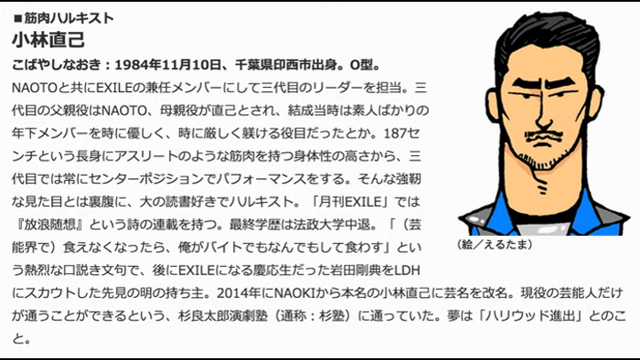 ■筋肉ハルキスト
小林直己
こばやしなおき：1984年11月10日、千葉県印西市出身。O型。
NAOTOと共にEXILEの兼任メンバーにして三代目のリーダーを担当。三
代目の父親役はNAOTO、母親役が直己とされ、結成当時は素人ばかりの
年下メンバーを時に優しく、時に厳しく躾ける役目だったとか。187セ
ンチという長身にアスリートのような筋肉を持つ身体性の高さから、三
代目では常にセンターポジションでパフォーマンスをする。そんな強靭
な見た目とは裏腹に、大の読書好きでハルキスト。「月刊EXILE」では
『放浪随想』という詩の連載を持つ。最終学歴は法政大学中退。「（芸
能界で）食えなくなったら、俺がバイトでもなんでもして食わす」とい
う熱烈な口説き文句で、後にEXILEになる慶応生だった岩田剛典をLDH
にスカウトした先見の明の持ち主。2014年にNAOKIから本名の小林直己に芸名を改名。現役の芸能人だけ
が通うことができるという、杉良太郎演劇塾（通称：杉塾）に通っていた。夢は「ハリウッド進出」とのこ
と。
（絵／えるたま）